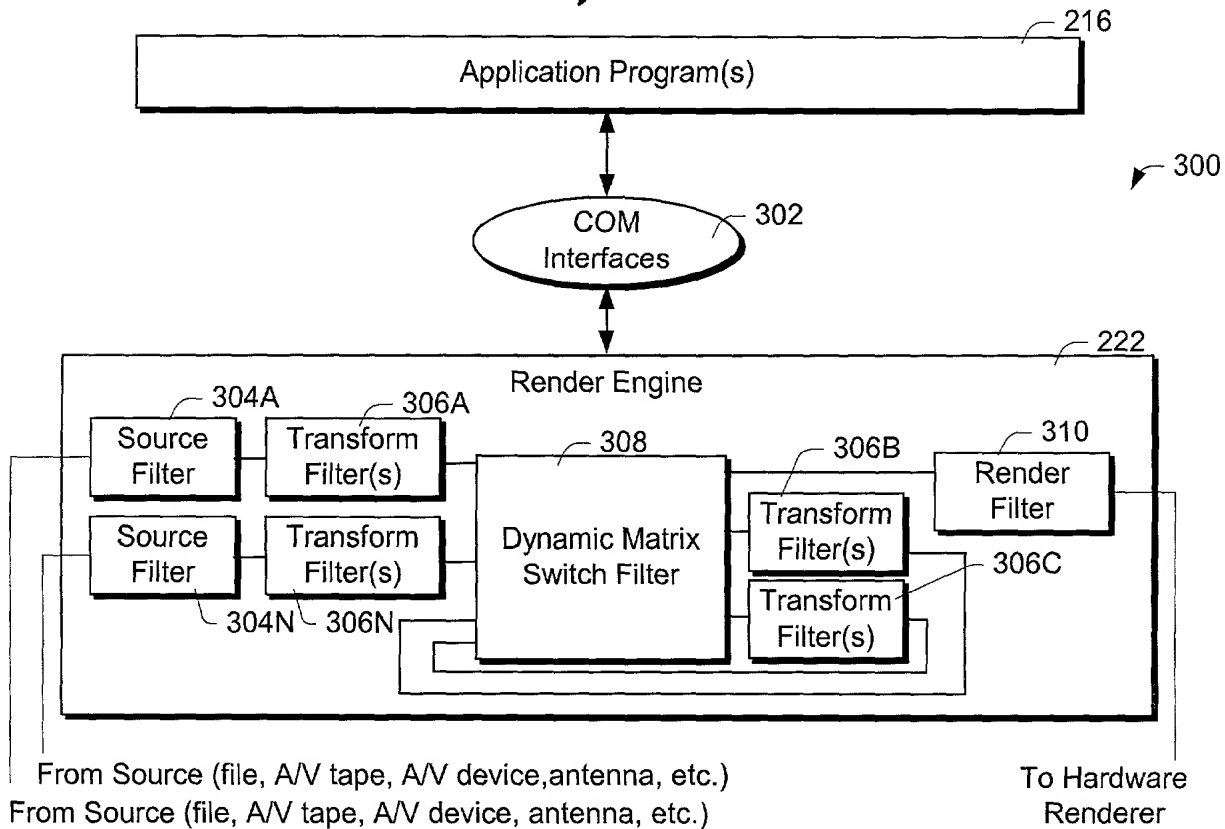 216
Application Program(s)
300
302
COM
Interfaces
222
Render Engine
304A
306A
Source
Filter
Transform
Filter(s)
308
306B
310
Render
Filter
Source
Filter
Transform
Filter(s)
Dynamic Matrix
Switch Filter
Transform
Filter(s)
306C
304N
306N
Transform
Filter(s)
From Source (file, A/V tape, A/V device,antenna, etc.)
From Source (file, A/V tape, A/V device, antenna, etc.)
To Hardware
Renderer